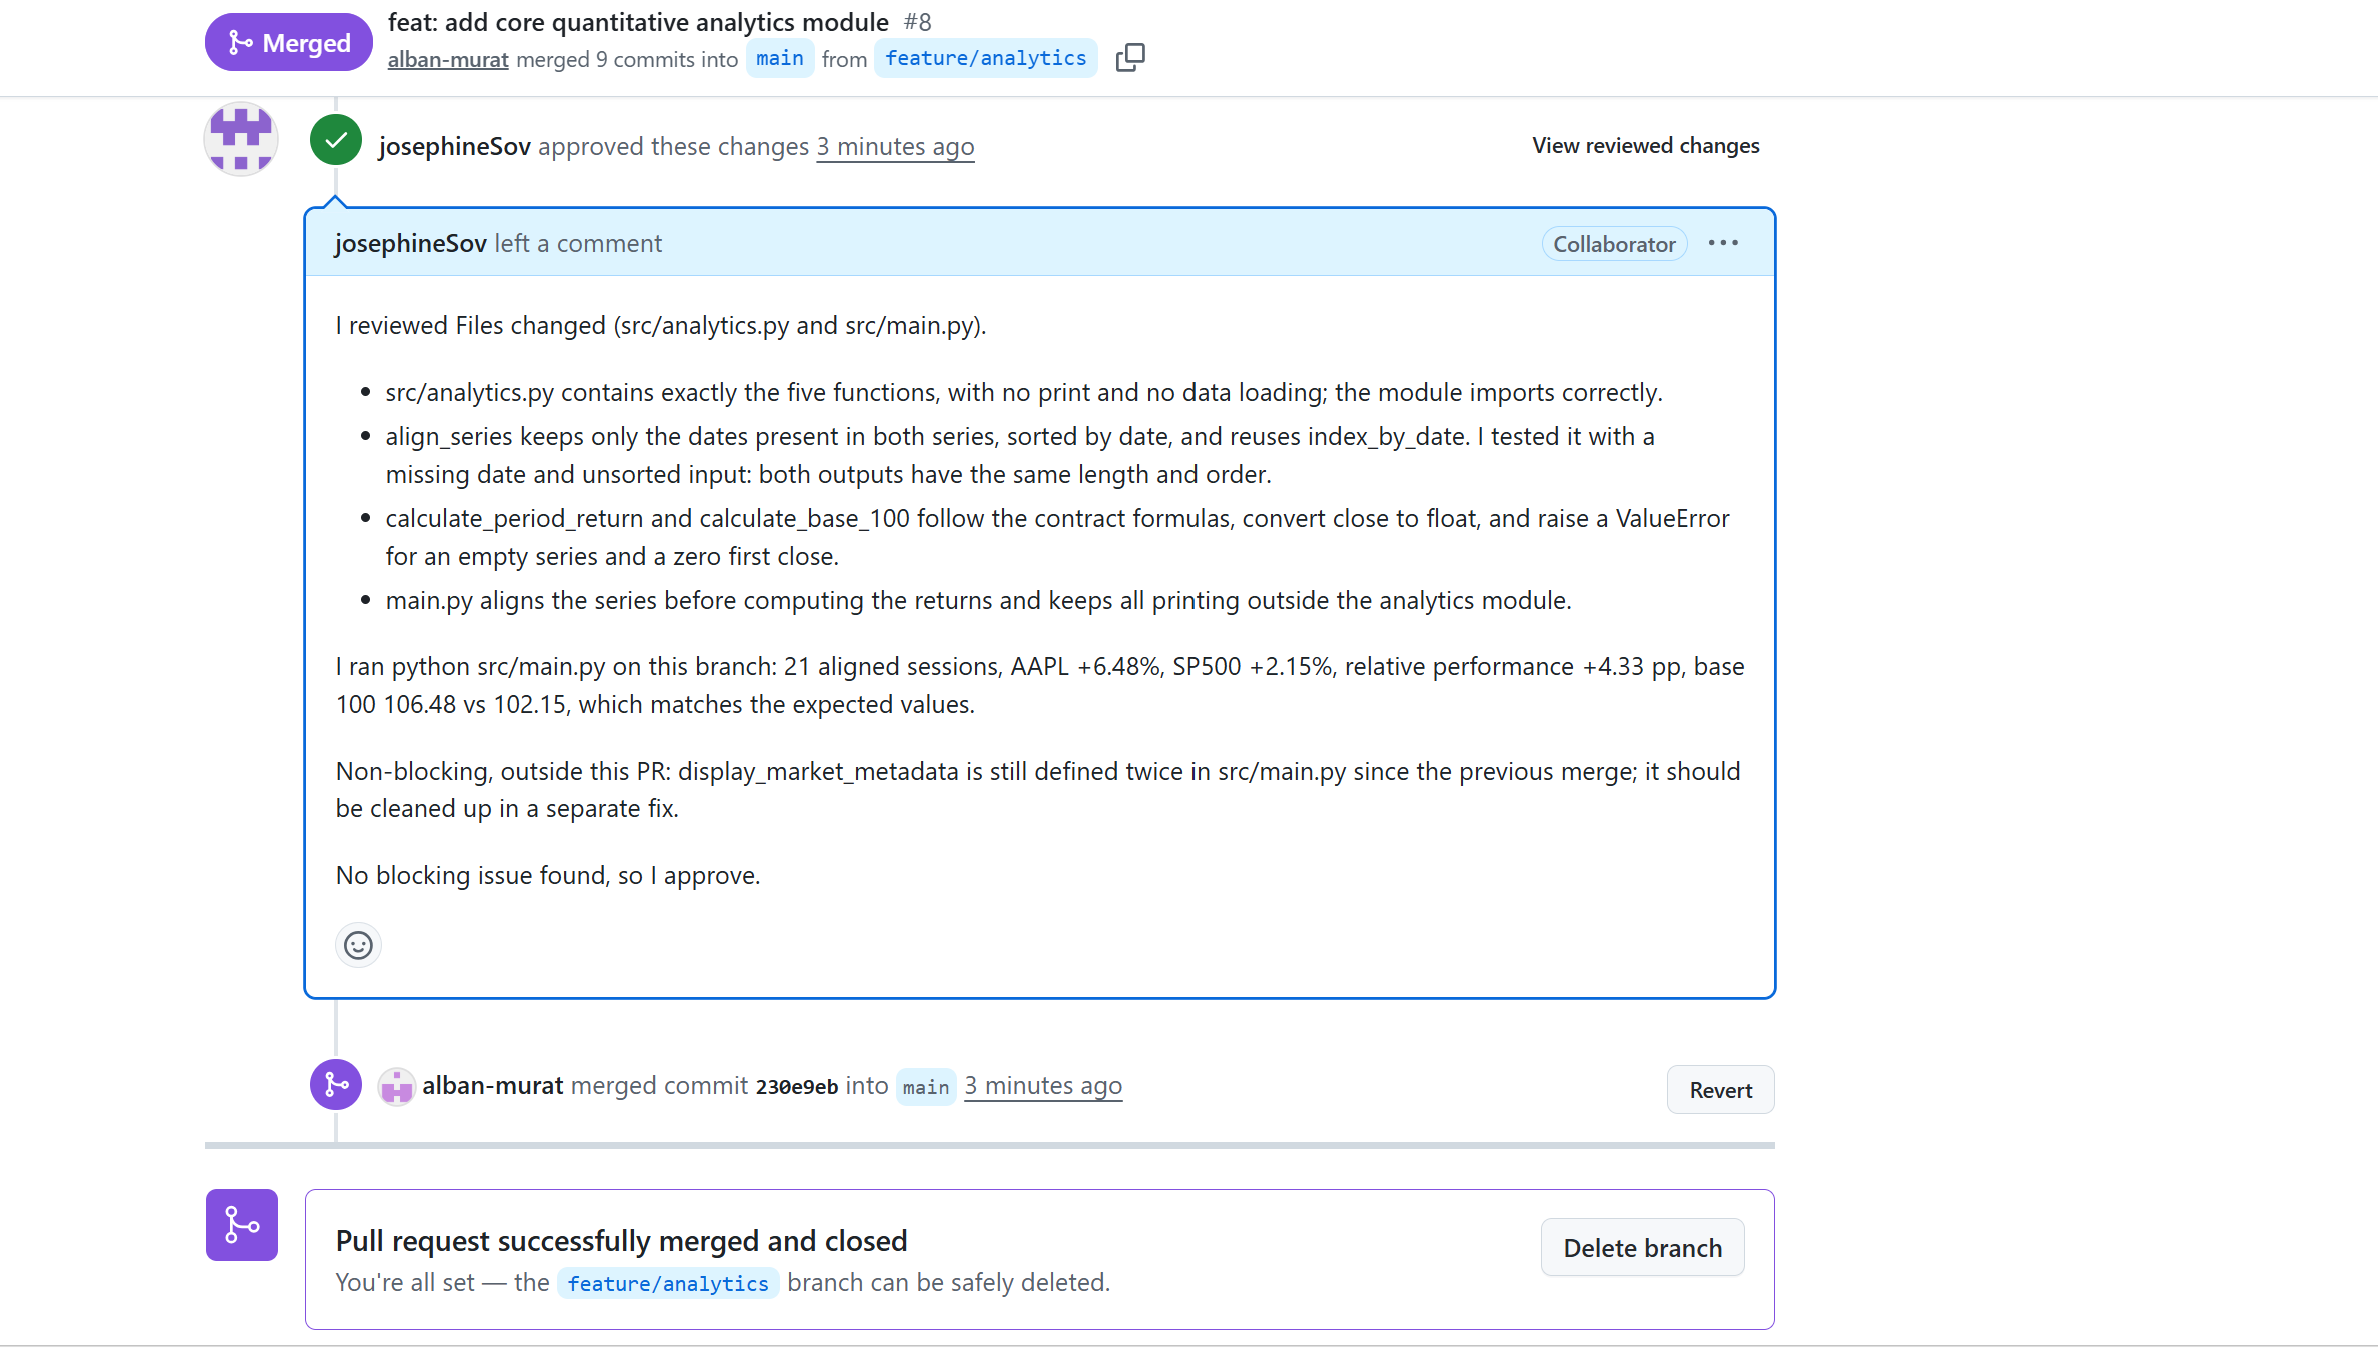 Merged
feat: add core quantitative analytics module #8
alban-murat merged 9 commits into main from feature/analytics
josephineSov approved these changes 3 minutes ago
View reviewed changes
josephineSov left a comment
Collaborator
I reviewed Files changed (src/analytics.py and src/main.py).
• src/analytics.py contains exactly the five functions, with no print and no data loading; the module imports correctly.
• align_series keeps only the dates present in both series, sorted by date, and reuses index_by_date. I tested it with a
missing date and unsorted input: both outputs have the same length and order.
• calculate_period_return and calculate_base_100 follow the contract formulas, convert close to float, and raise a ValueError
for an empty series and a zero first close.
• main.py aligns the series before computing the returns and keeps all printing outside the analytics module.
I ran python src/main.py on this branch: 21 aligned sessions, AAPL +6.48%, SP500 +2.15%, relative performance +4.33 pp, base
100 106.48 vs 102.15, which matches the expected values.
Non-blocking, outside this PR: display_market_metadata is still defined twice in src/main.py since the previous merge; it should
be cleaned up in a separate fix.
No blocking issue found, so I approve.
alban-murat merged commit 230e9eb into main 3 minutes ago
Revert
Pull request successfully merged and closed
You're all set — the feature/analytics branch can be safely deleted.
Delete branch